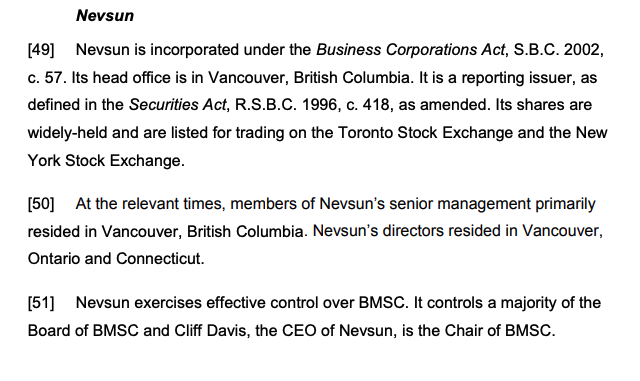 Nevsun
[49] Nevsun is incorporated under the Business Corporations Act, S.B.C. 2002,
c. 57. Its head office is in Vancouver, British Columbia. It is a reporting issuer, as
defined in the Securities Act, R.S.B.C. 1996, c. 418, as amended. Its shares are
widely-held and are listed for trading on the Toronto Stock Exchange and the New
York Stock Exchange.
[50] At the relevant times, members of Nevsun's senior management primarily
resided in Vancouver, British Columbia. Nevsun's directors resided in Vancouver,
Ontario and Connecticut.
[51] Nevsun exercises effective control over BMSC. It controls a majority of the
Board of BMSC and Cliff Davis, the CEO of Nevsun, is the Chair of BMSC.